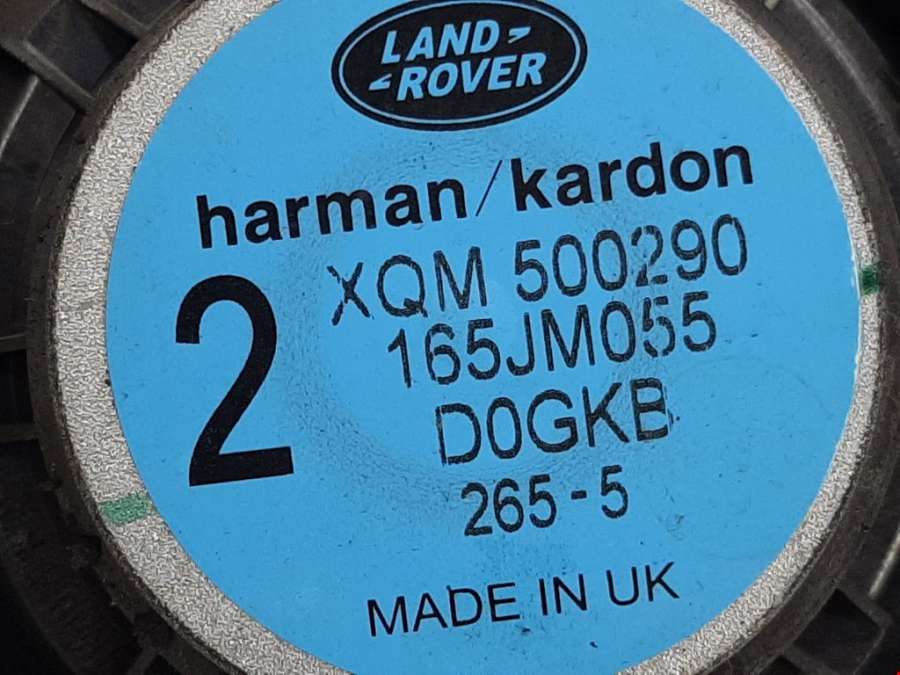 LAND
ROVER
harman/kardon
2
XQM 500290
165JM055
D0GKB
265-5
MADE IN UK